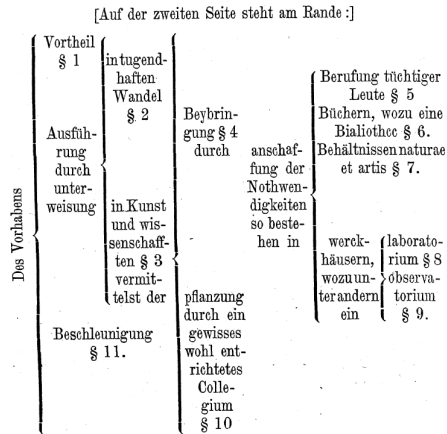 [Auf der zweiten Seite steht am Rande:]
Des Vorhabens
Vortheil
§ 1
Ausfüh-
rung
durch
unter-
weisung
Beschleunigung
§ 11.
in tugend-
haften
Wandel
§ 2
in Kunst
und wis-
senschaff-
ten § 3
vermit-
telst der
Beybrin-
gung § 4
durch
pflanzung
durch ein
gewisses
wohl ent-
richtetes
Colle-
gium
§ 10
anschaf-
fung der
Nothwen-
digkeiten
so beste-
hen in
Berufung tüchtiger
Leute § 5
Büchern, wozu eine
Bialiothec § 6.
Behältnissen naturae
et artis § 7.
werck-
häusern,
wozu un-
ter andern
ein
laborato-
rium § 8
observa-
torium
§ 9.